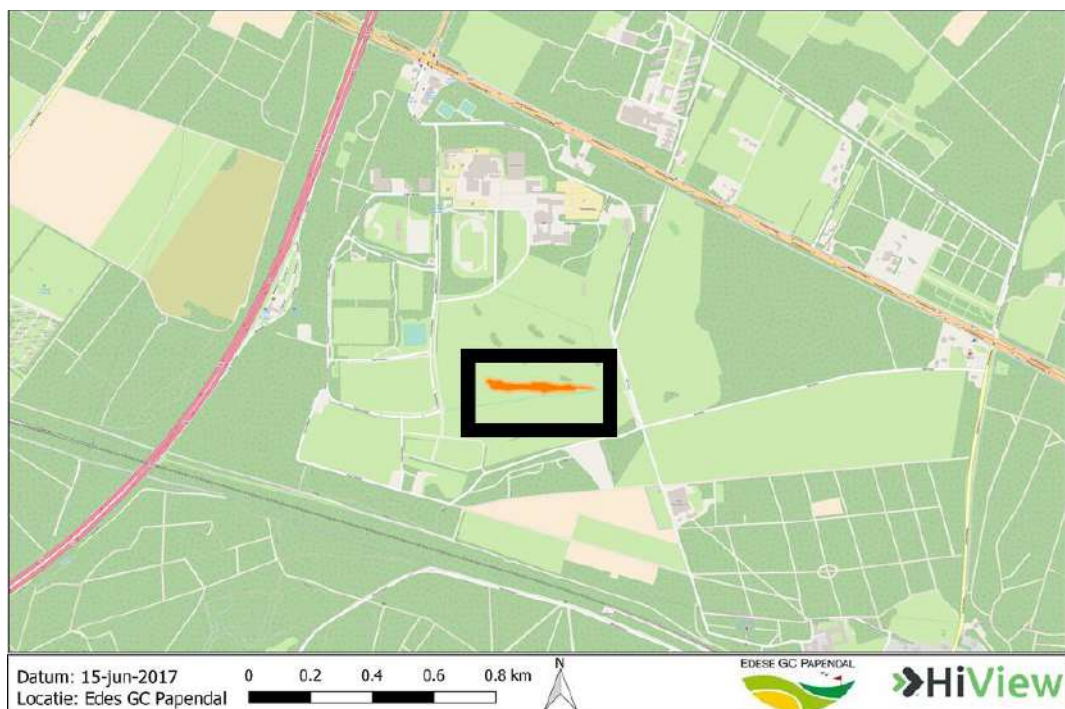 Datum: 15-jun-2017
Locatie: Edes GC Papendal
0 0.2 0.4 0.6 0.8 km
N
EDESE GC PAPENDAL
HiView